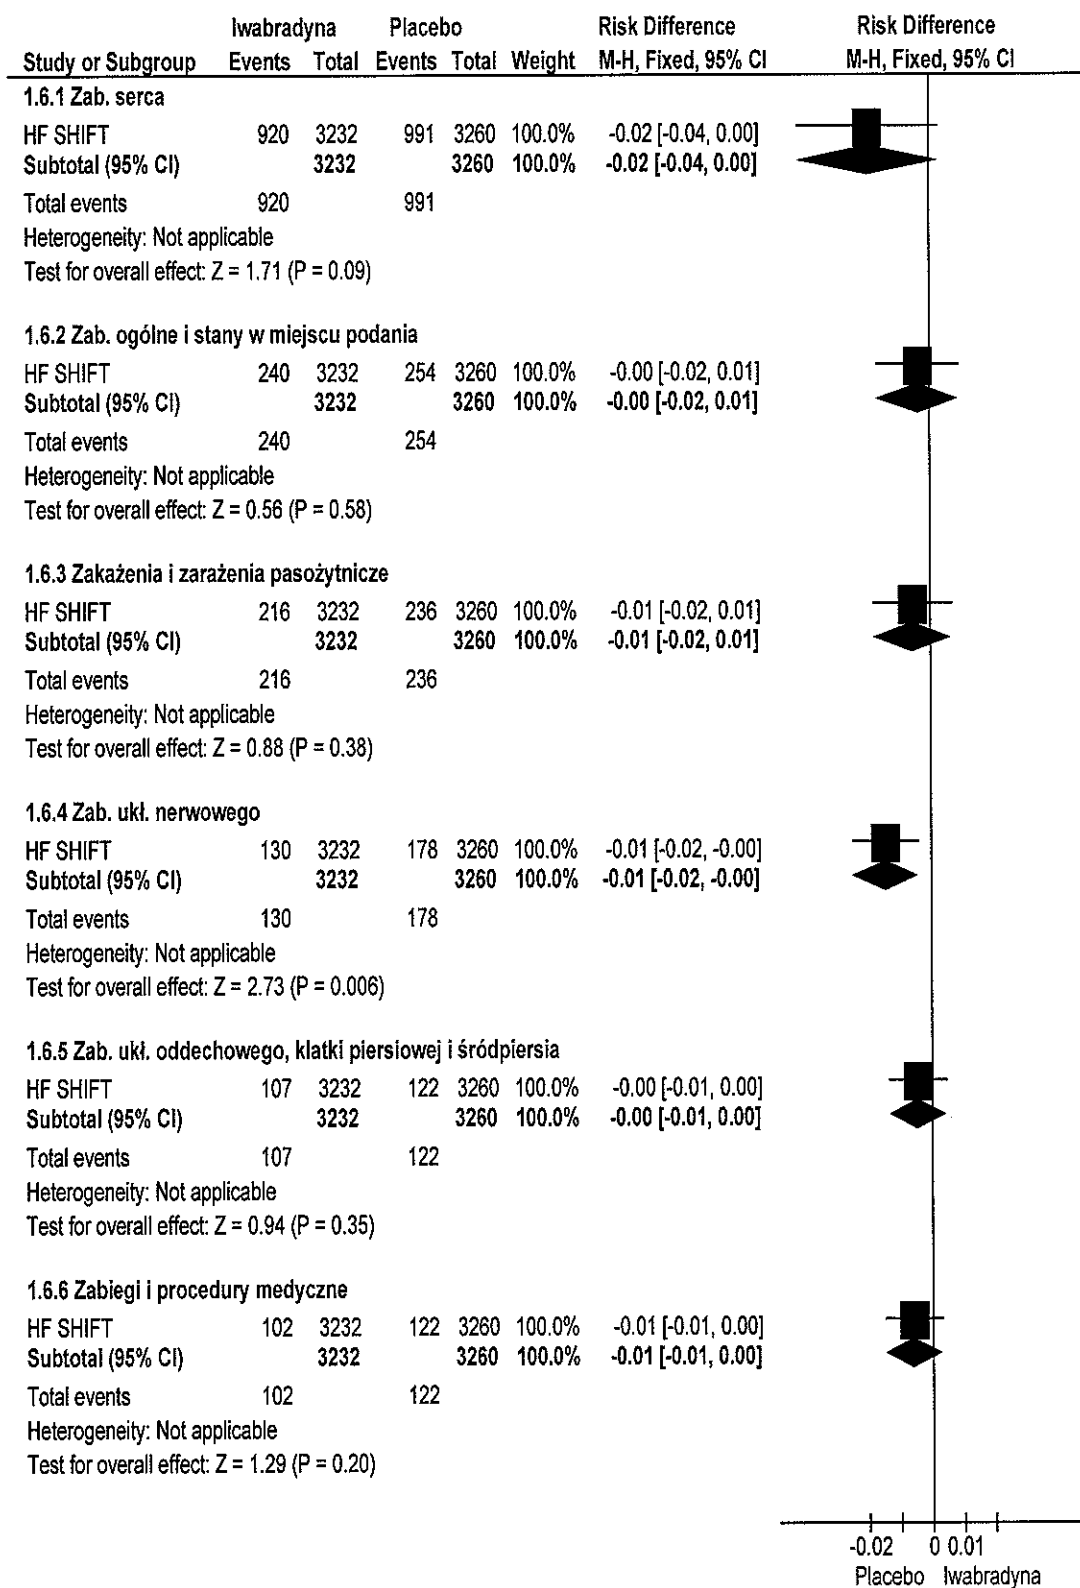 Iwabradyna Placebo Risk Difference Risk Difference
Study or Subgroup Events Total Events Total Weight M-H, Fixed, 95% CI M-H, Fixed, 95% CI
1.6.1 Zab. serca
HF SHIFT 920 3232 991 3260 100.0% -0.02 [-0.04, 0.00]
Subtotal (95% CI) 3232 3260 100.0% -0.02 [-0.04, 0.00]
Total events 920 991
Heterogeneity: Not applicable
Test for overall effect: Z = 1.71 (P = 0.09)
1.6.2 Zab. ogólne i stany w miejscu podania
HF SHIFT 240 3232 254 3260 100.0% -0.00 [-0.02, 0.01]
Subtotal (95% CI) 3232 3260 100.0% -0.00 [-0.02, 0.01]
Total events 240 254
Heterogeneity: Not applicable
Test for overall effect: Z = 0.56 (P = 0.58)
1.6.3 Zakażenia i zarażenia pasożytnicze
HF SHIFT 216 3232 236 3260 100.0% -0.01 [-0.02, 0.01]
Subtotal (95% CI) 3232 3260 100.0% -0.01 [-0.02, 0.01]
Total events 216 236
Heterogeneity: Not applicable
Test for overall effect: Z = 0.88 (P = 0.38)
1.6.4 Zab. ukł. nerwowego
HF SHIFT 130 3232 178 3260 100.0% -0.01 [-0.02, -0.00]
Subtotal (95% CI) 3232 3260 100.0% -0.01 [-0.02, -0.00]
Total events 130 178
Heterogeneity: Not applicable
Test for overall effect: Z = 2.73 (P = 0.006)
1.6.5 Zab. ukł. oddechowego, klatki piersiowej i śródpiersia
HF SHIFT 107 3232 122 3260 100.0% -0.00 [-0.01, 0.00]
Subtotal (95% CI) 3232 3260 100.0% -0.00 [-0.01, 0.00]
Total events 107 122
Heterogeneity: Not applicable
Test for overall effect: Z = 0.94 (P = 0.35)
1.6.6 Zabiegi i procedury medyczne
HF SHIFT 102 3232 122 3260 100.0% -0.01 [-0.01, 0.00]
Subtotal (95% CI) 3232 3260 100.0% -0.01 [-0.01, 0.00]
Total events 102 122
Heterogeneity: Not applicable
Test for overall effect: Z = 1.29 (P = 0.20)
-0.02 0 0.01
Placebo Iwabradyna